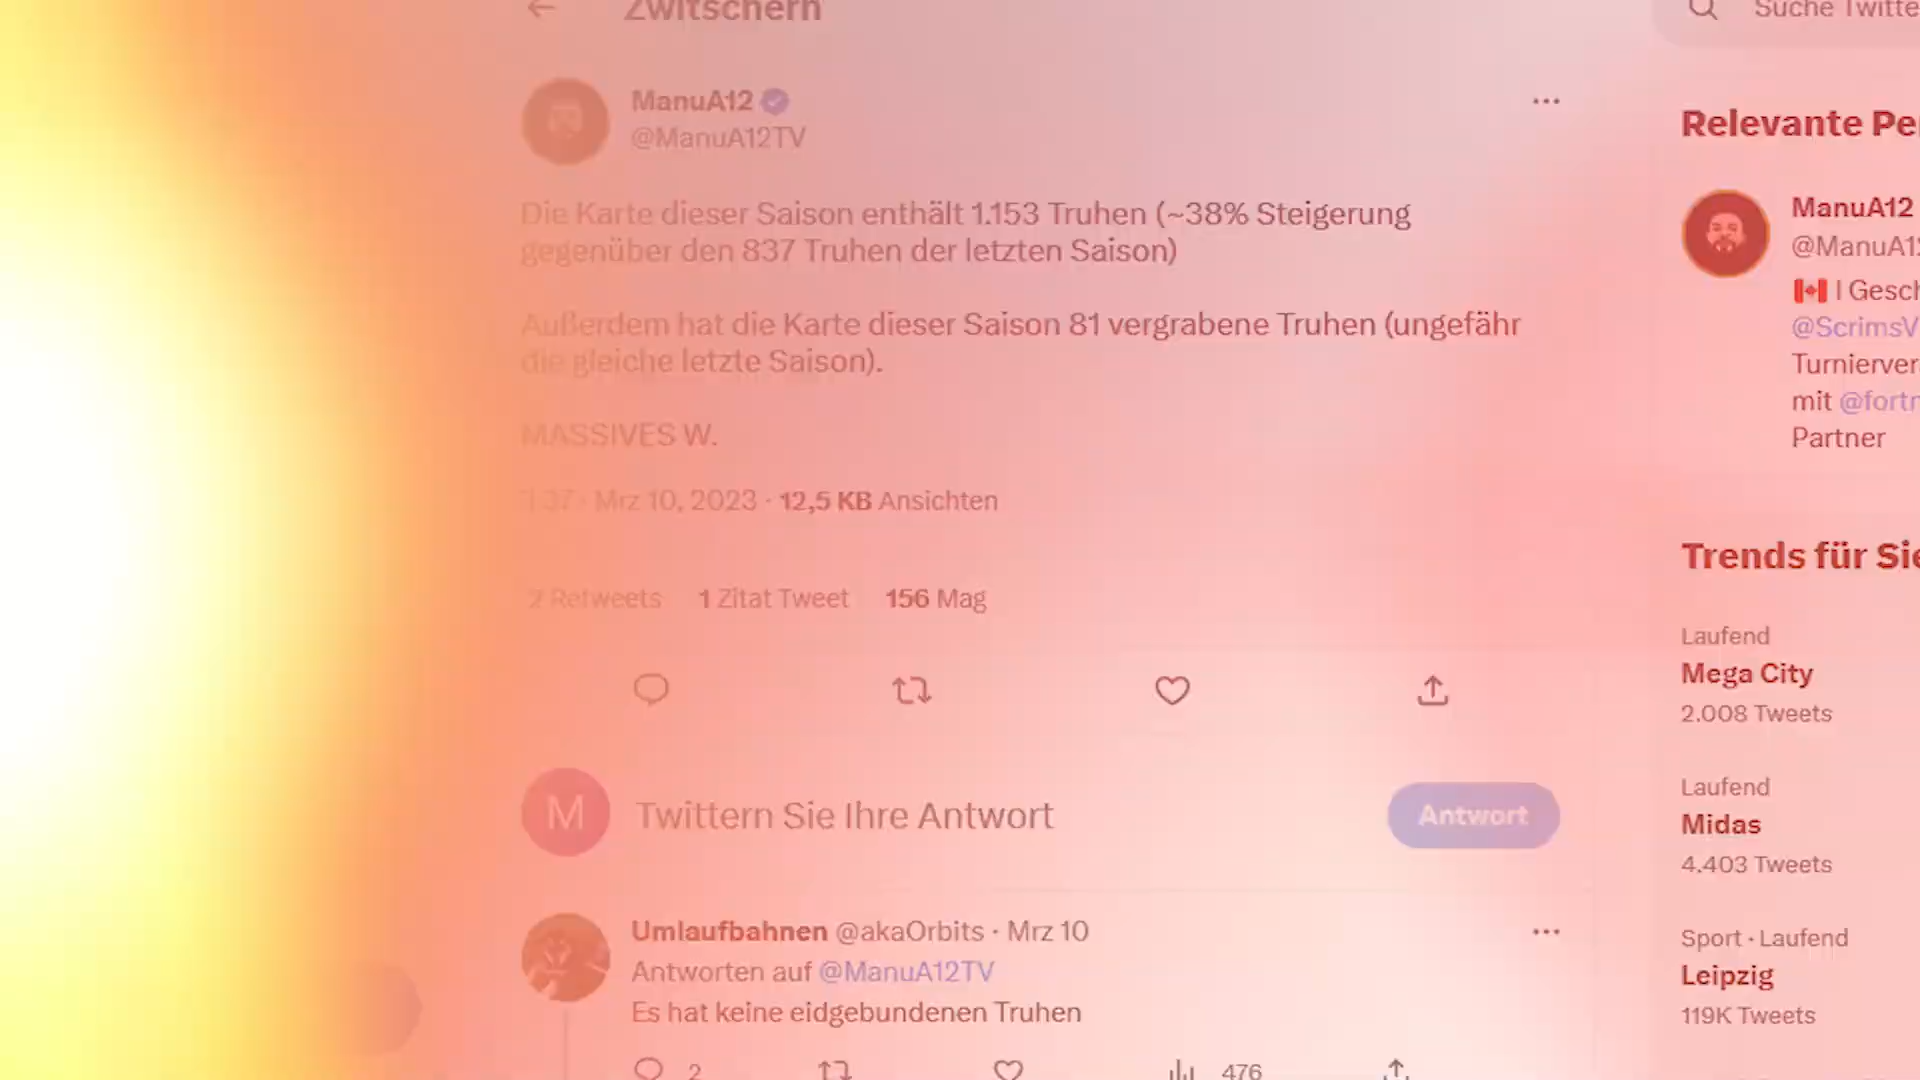 Zwitschern
Suche Twitte
ManuA12
@ManuA12TV
Die Karte dieser Saison enthält 1.153 Truhen (~38% Steigerung
gegenüber den 837 Truhen der letzten Saison)
Außerdem hat die Karte dieser Saison 81 vergrabene Truhen (ungefähr
die gleiche letzte Saison).
MASSIVES W.
Mrz 10, 2023 · 12,5 KB Ansichten
2 Retweets 1 Zitat Tweet 156 Mag
M
Twittern Sie Ihre Antwort
Antwort
Umlaufbahnen @akaOrbits · Mrz 10
Antworten auf @ManuA12TV
Es hat keine eidgebundenen Truhen
2
476
Relevante Pe
ManuA12
@ManuA12
| Gesch
@ScrimsV
Turnierver
mit @fortn
Partner
Trends für Sie
Laufend
Mega City
2.008 Tweets
Laufend
Midas
4.403 Tweets
Sport · Laufend
Leipzig
119K Tweets